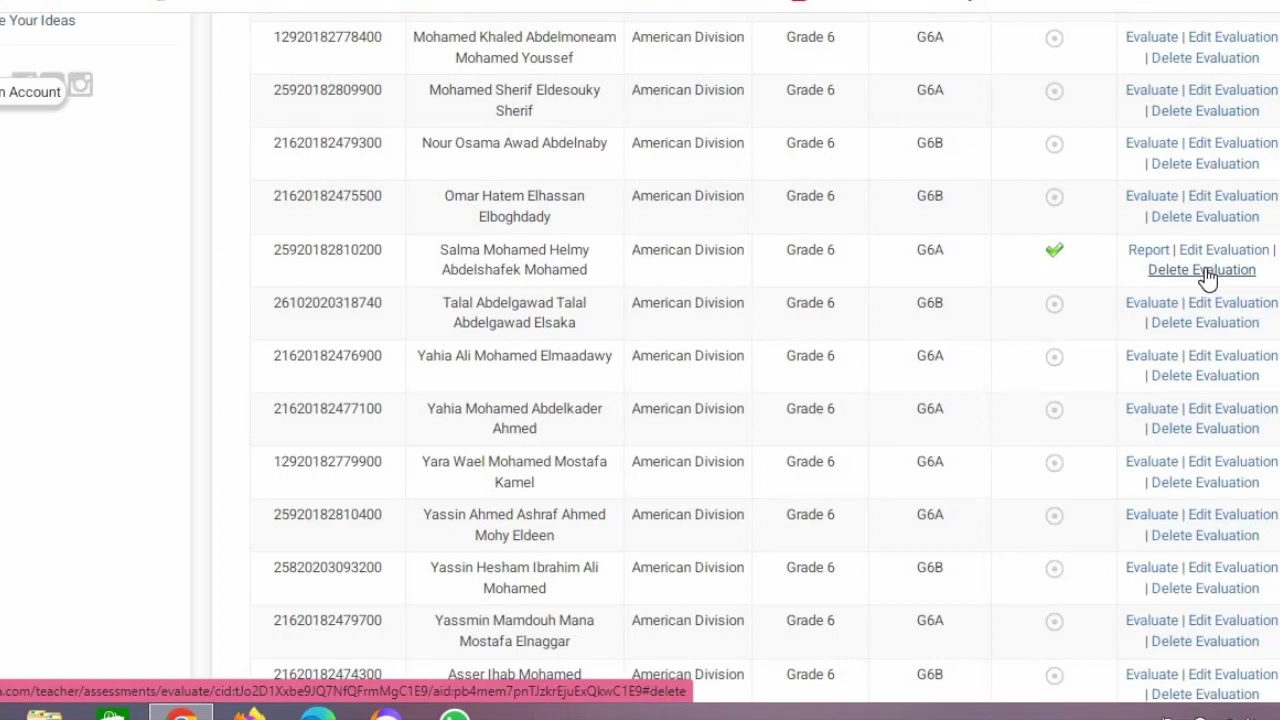 e Your Ideas
n Account
12920182778400 Mohamed Khaled Abdelmoneam American Division Grade 6 G6A Evaluate | Edit Evaluation
Mohamed Youssef | Delete Evaluation
25920182809900 Mohamed Sherif Eldesouky American Division Grade 6 G6A Evaluate | Edit Evaluation
Sherif | Delete Evaluation
21620182479300 Nour Osama Awad Abdelnaby American Division Grade 6 G6B Evaluate | Edit Evaluation
| Delete Evaluation
21620182475500 Omar Hatem Elhassan American Division Grade 6 G6B Evaluate | Edit Evaluation
Elboghdady | Delete Evaluation
25920182810200 Salma Mohamed Helmy American Division Grade 6 G6A Report | Edit Evaluation |
Abdelshafek Mohamed Delete Evaluation
26102020318740 Talal Abdelgawad Talal American Division Grade 6 G6B Evaluate | Edit Evaluation
Abdelgawad Elsaka | Delete Evaluation
21620182476900 Yahia Ali Mohamed Elmaadawy American Division Grade 6 G6A Evaluate | Edit Evaluation
| Delete Evaluation
21620182477100 Yahia Mohamed Abdelkader American Division Grade 6 G6A Evaluate | Edit Evaluation
Ahmed | Delete Evaluation
12920182779900 Yara Wael Mohamed Mostafa American Division Grade 6 G6A Evaluate | Edit Evaluation
Kamel | Delete Evaluation
25920182810400 Yassin Ahmed Ashraf Ahmed American Division Grade 6 G6A Evaluate | Edit Evaluation
Mohy Eldeen | Delete Evaluation
25820203093200 Yassin Hesham Ibrahim Ali American Division Grade 6 G6B Evaluate | Edit Evaluation
Mohamed | Delete Evaluation
21620182479700 Yassmin Mamdouh Mana American Division Grade 6 G6A Evaluate | Edit Evaluation
Mostafa Elnaggar | Delete Evaluation
21620182474300 Asser Ihab Mohamed American Division Grade 6 G6B Evaluate | Edit Evaluation
| Delete Evaluation
a.com/teacher/assessments/evaluate/cid:tJo2D1Xxbe9JQ7NfQFrmMgC1E9/aid:pb4mem7pnTJzkrEjuExQkwC1E9#delete